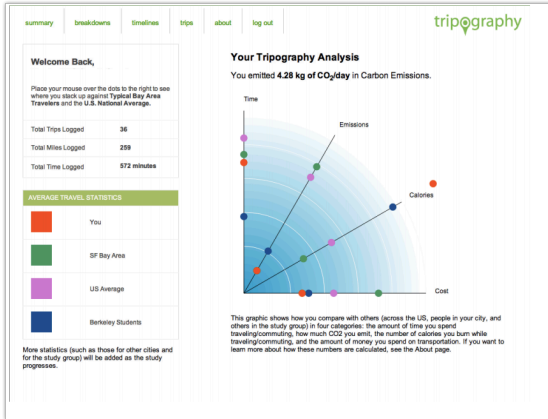 summary breakdowns timelines trips about log out
tripography
Welcome Back,
Place your mouse over the dots to the right to see
where you stack up against Typical Bay Area
Travelers and the U.S. National Average.
Total Trips Logged 36
Total Miles Logged 259
Total Time Logged 572 minutes
AVERAGE TRAVEL STATISTICS
You
SF Bay Area
US Average
Berkeley Students
More statistics (such as those for other cities and
for the study group) will be added as the study
progresses.
Your Tripography Analysis
You emitted 4.28 kg of CO2/day in Carbon Emissions.
Time
Emissions
Calories
Cost
This graphic shows how you compare with others (across the US, people in your city, and
others in the study group) in four categories: the amount of time you spend
traveling/commuting, how much CO2 you emit, the number of calories you burn while
traveling/commuting, and the amount of money you spend on transportation. If you want to
learn more about how these numbers are calculated, see the About page.